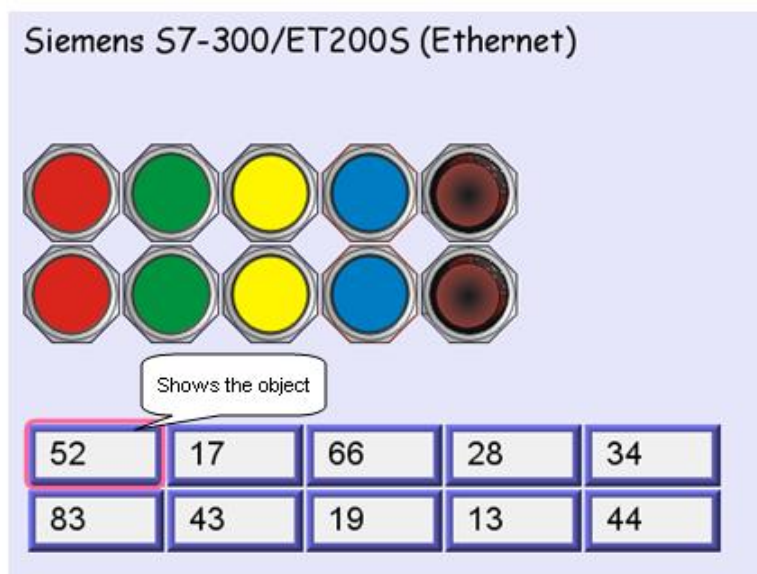 Siemens S7-300/ET200S (Ethernet)
Shows the object
52 17 66 28 34
83 43 19 13 44